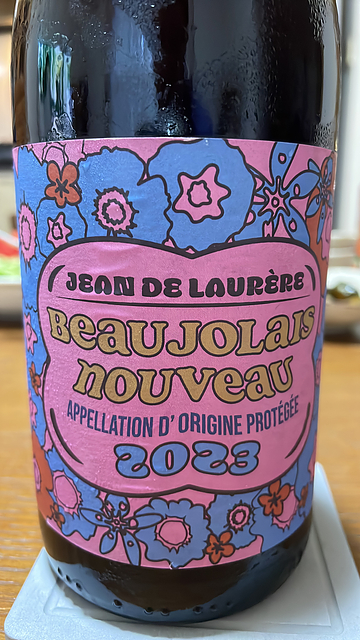 JEAN DE LAURÈRE
BeaUJOLaIS
nouveau
APPELLATION D'ORIGINE PROTÉGÉE
2023